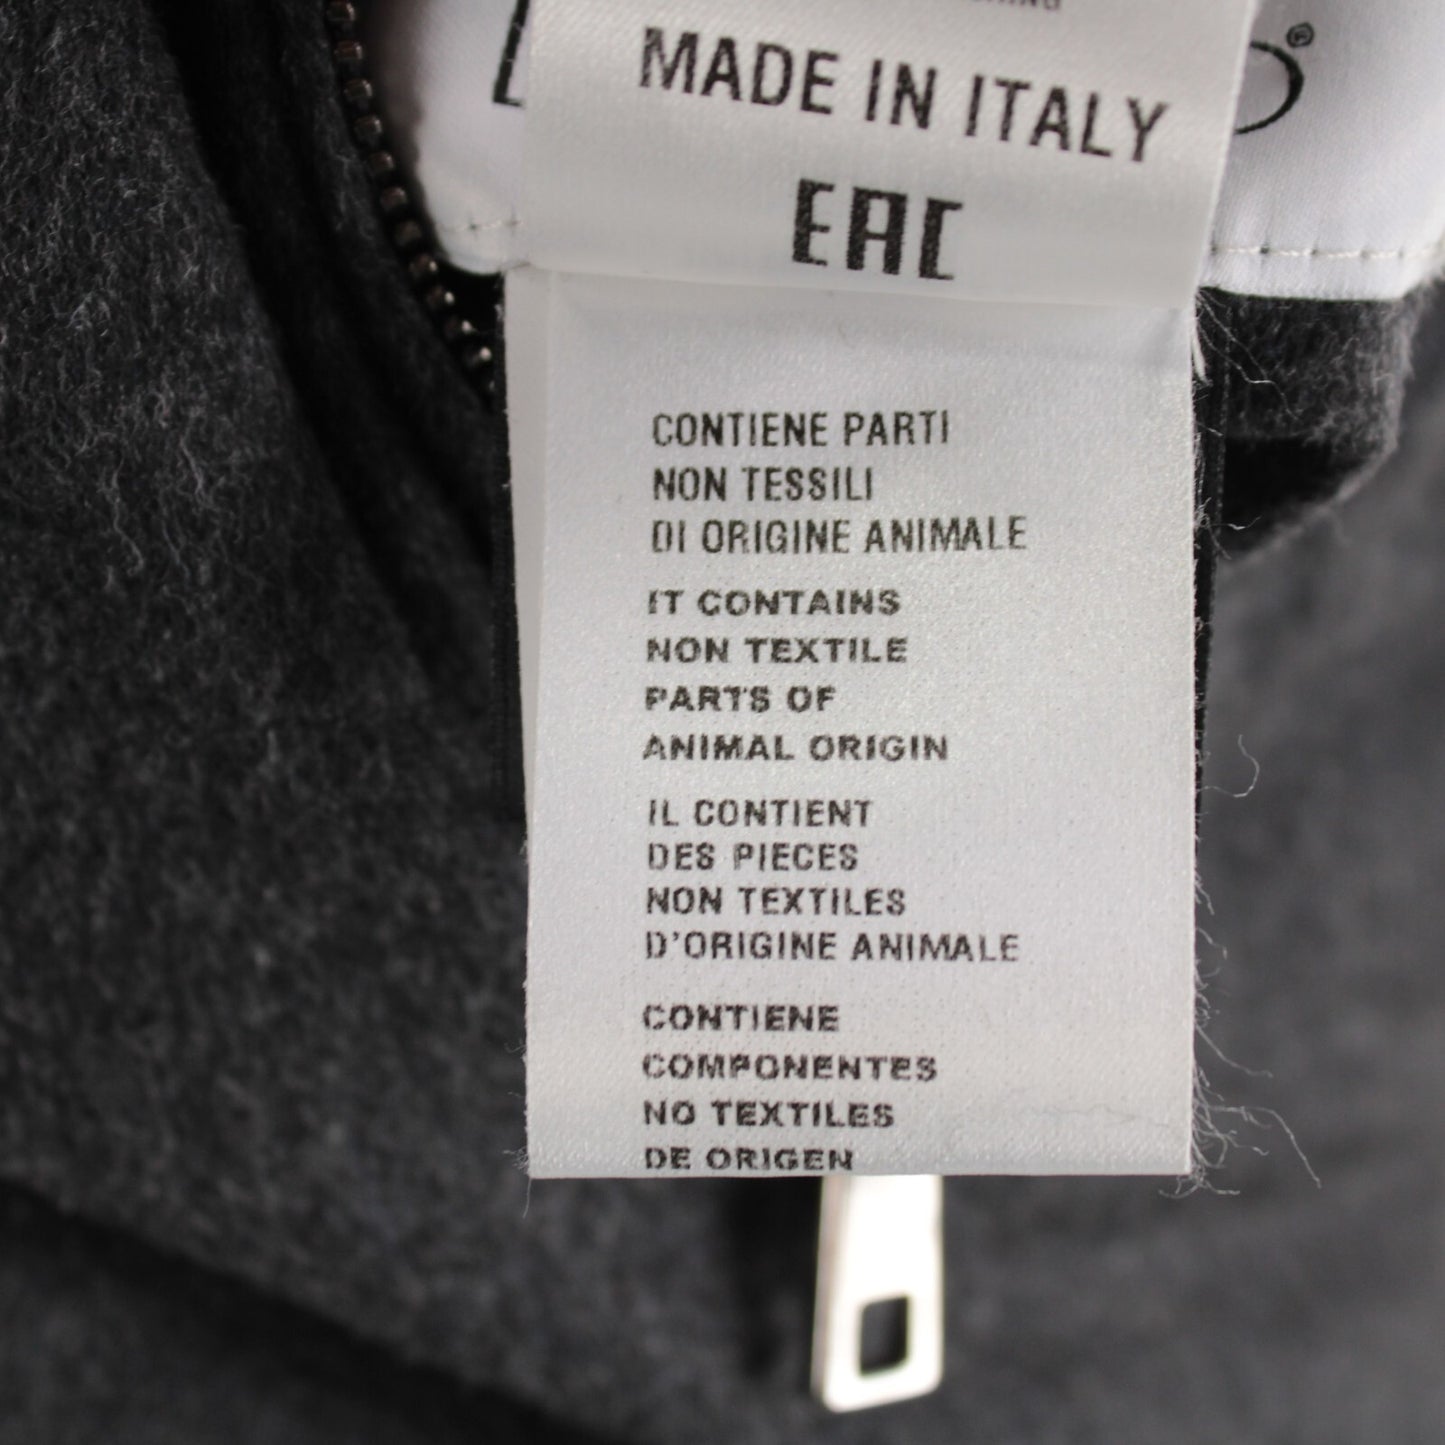 MADE IN ITALY
EAC
®
CONTIENE PARTI
NON TESSILI
DI ORIGINE ANIMALE
IT CONTAINS
NON TEXTILE
PARTS OF
ANIMAL ORIGIN
IL CONTIENT
DES PIECES
NON TEXTILES
D'ORIGINE ANIMALE
CONTIENE
COMPONENTES
NO TEXTILES
DE ORIGEN